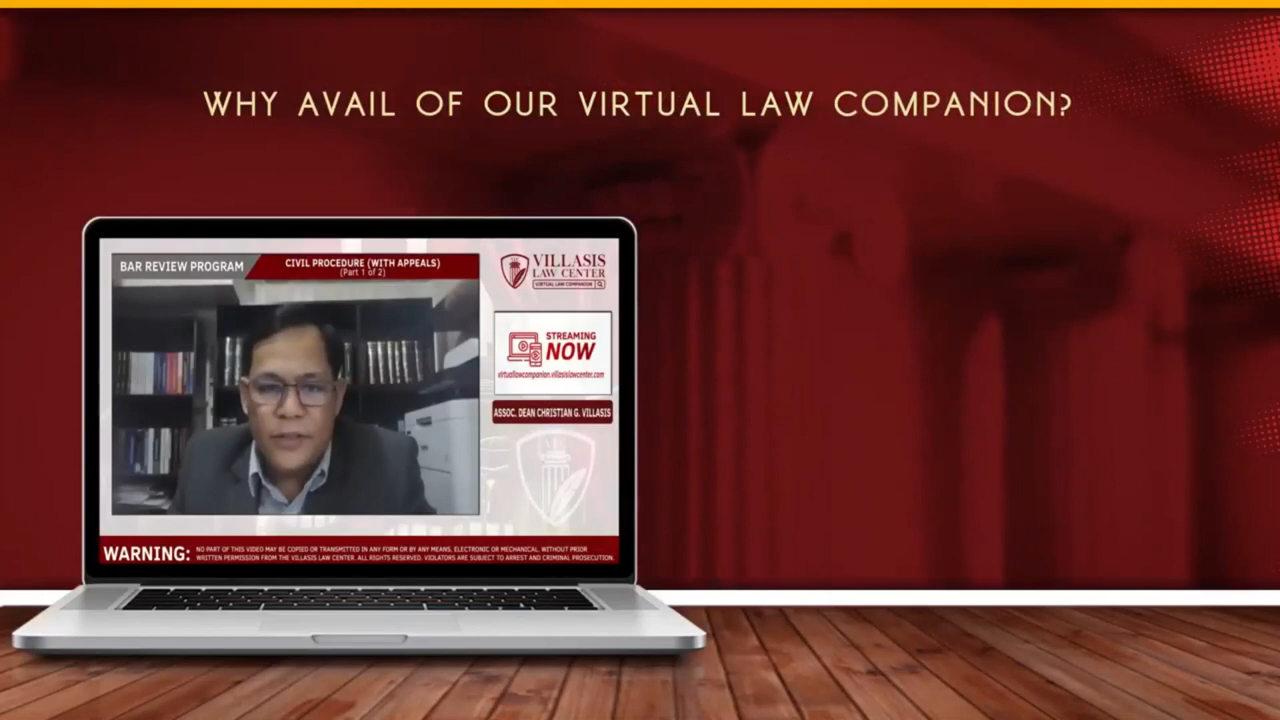 WHY AVAIL OF OUR VIRTUAL LAW COMPANION?
BAR REVIEW PROGRAM
CIVIL PROCEDURE (WITH APPEALS)
(Part 1 of 2)
VILLASIS
LAW CENTER
VIRTUAL LAW COMPANION
STREAMING
NOW
virtuallawcompanion.villasislawcenter.com
ASSOC. DEAN CHRISTIAN G. VILLASIS
WARNING:
NO PART OF THIS VIDEO MAY BE COPIED OR TRANSMITTED IN ANY FORM OR BY ANY MEANS, ELECTRONIC OR MECHANICAL, WITHOUT PRIOR
WRITTEN PERMISSION FROM THE VILLASIS LAW CENTER. ALL RIGHTS RESERVED. VIOLATORS ARE SUBJECT TO ARREST AND CRIMINAL PROSECUTION.